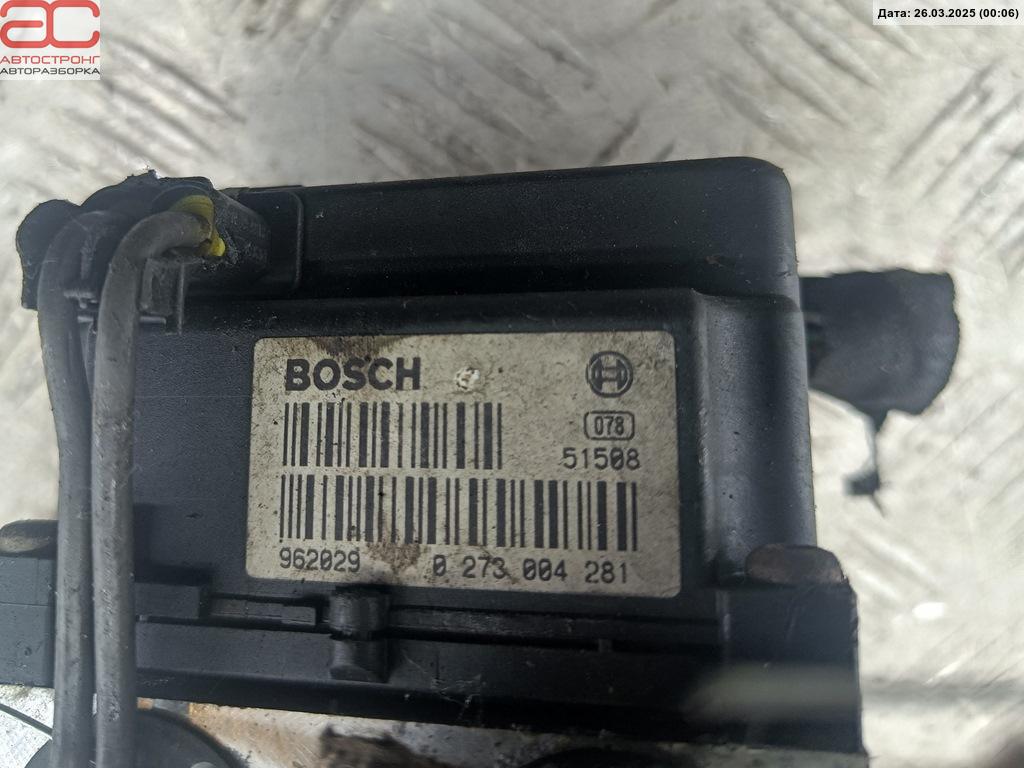 ac
АВТОСТРОНГ
АВТОРАЗБОРКА
Дата: 26.03.2025 (00:06)
BOSCH
078
51508
962029 0 273 004 281